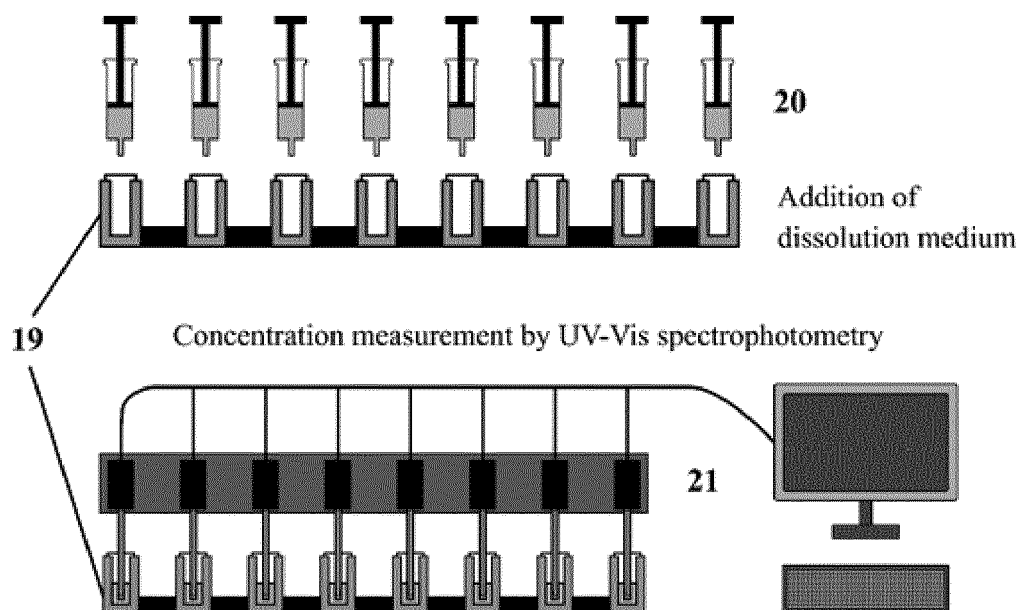 20
Addition of
dissolution medium
19
Concentration measurement by UV-Vis spectrophotometry
21